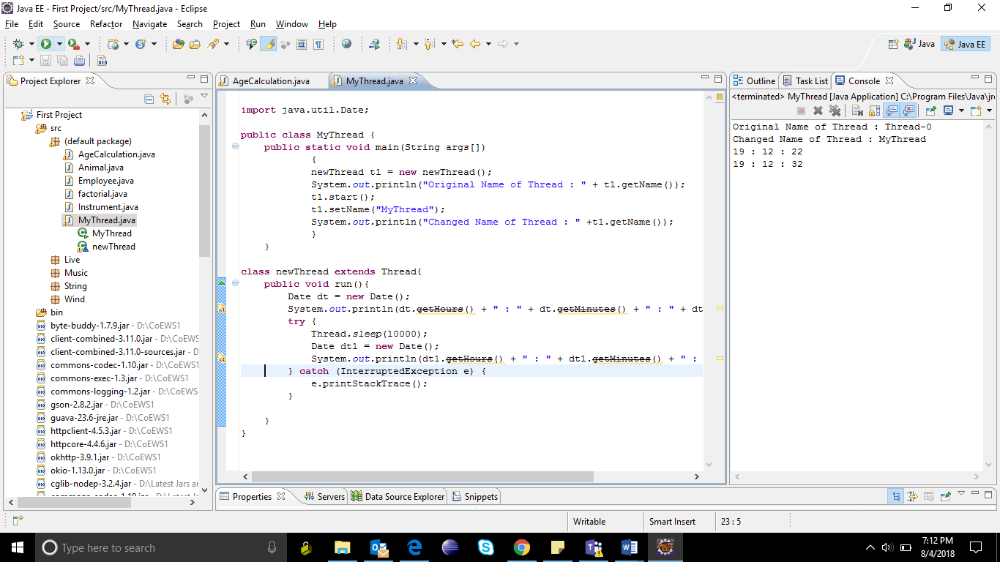 Java EE - First Project/src/MyThread.java - Eclipse
File Edit Source Refactor Navigate Search Project Run Window Help
Java Java EE
Project Explorer
First Project
src
(default package)
AgeCalculation.java
Animal.java
Employee.java
factorial.java
Instrument.java
MyThread.java
MyThread
newThread
Live
Music
String
Wind
bin
byte-buddy-1.7.9.jar - D:\CoEWS1
client-combined-3.11.0.jar - D:\CoEWS
client-combined-3.11.0-sources.jar - D:\
commons-codec-1.10.jar - D:\CoEWS1
commons-exec-1.3.jar - D:\CoEWS1
commons-logging-1.2.jar - D:\CoEWS1
gson-2.8.2.jar - D:\CoEWS1
guava-23.6-jre.jar - D:\CoEWS1
httpclient-4.5.3.jar - D:\CoEWS1
httpcore-4.4.6.jar - D:\CoEWS1
okhttp-3.9.1.jar - D:\CoEWS1
okio-1.13.0.jar - D:\CoEWS1
cglib-nodep-3.2.4.jar - D:\Latest Jars ar
AgeCalculation.java MyThread.java
import java.util.Date;
public class MyThread {
public static void main(String args[])
{
newThread t1 = new newThread();
System.out.println("Original Name of Thread : " + t1.getName());
t1.start();
t1.setName("MyThread");
System.out.println("Changed Name of Thread : " +t1.getName());
}
}
class newThread extends Thread{
public void run(){
Date dt = new Date();
System.out.println(dt.getHours() + " : " + dt.getMinutes() + " : " + dt
try {
Thread.sleep(10000);
Date dt1 = new Date();
System.out.println(dt1.getHours() + " : " + dt1.getMinutes() + " :
} catch (InterruptedException e) {
e.printStackTrace();
}
}
}
Outline Task List Console
<terminated> MyThread [Java Application] C:\Program Files\Java\jr
Original Name of Thread : Thread-0
Changed Name of Thread : MyThread
19 : 12 : 22
19 : 12 : 32
Properties Servers Data Source Explorer Snippets
Writable Smart Insert 23 : 5
Type here to search
7:12 PM
8/4/2018